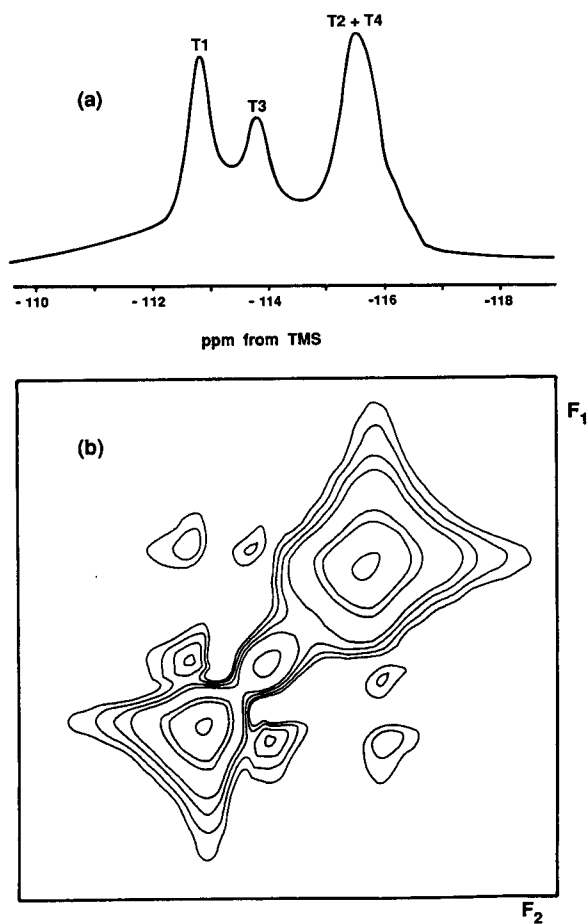 T1
T2 + T4
(a)
T3
- 110
- 112
- 114
-116
-118
ppm from TMS
(b)
F1
F2